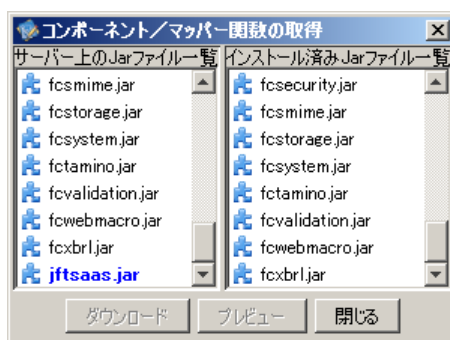 コンポーネント／マッパー関数の取得
サーバー上のJarファイル一覧
fcsmime.jar
fcstorage.jar
fcsystem.jar
fctamino.jar
fcvalidation.jar
fcwebmacro.jar
fcxbrl.jar
jftsaas.jar
インストール済みJarファイル一覧
fcsecurity.jar
fcsmime.jar
fcstorage.jar
fcsystem.jar
fctamino.jar
fcvalidation.jar
fcwebmacro.jar
fcxbrl.jar
ダウンロード
プレビュー
閉じる